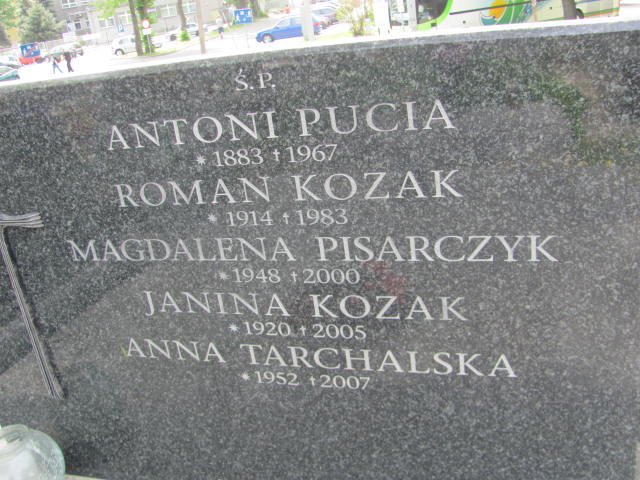 Ś.P.
ANTONI PUCIA
* 1883 † 1967
ROMAN KOZAK
* 1914 † 1983
MAGDALENA PISARCZYK
* 1948 † 2000
JANINA KOZAK
* 1920 † 2005
ANNA TARCHALSKA
* 1952 † 2007